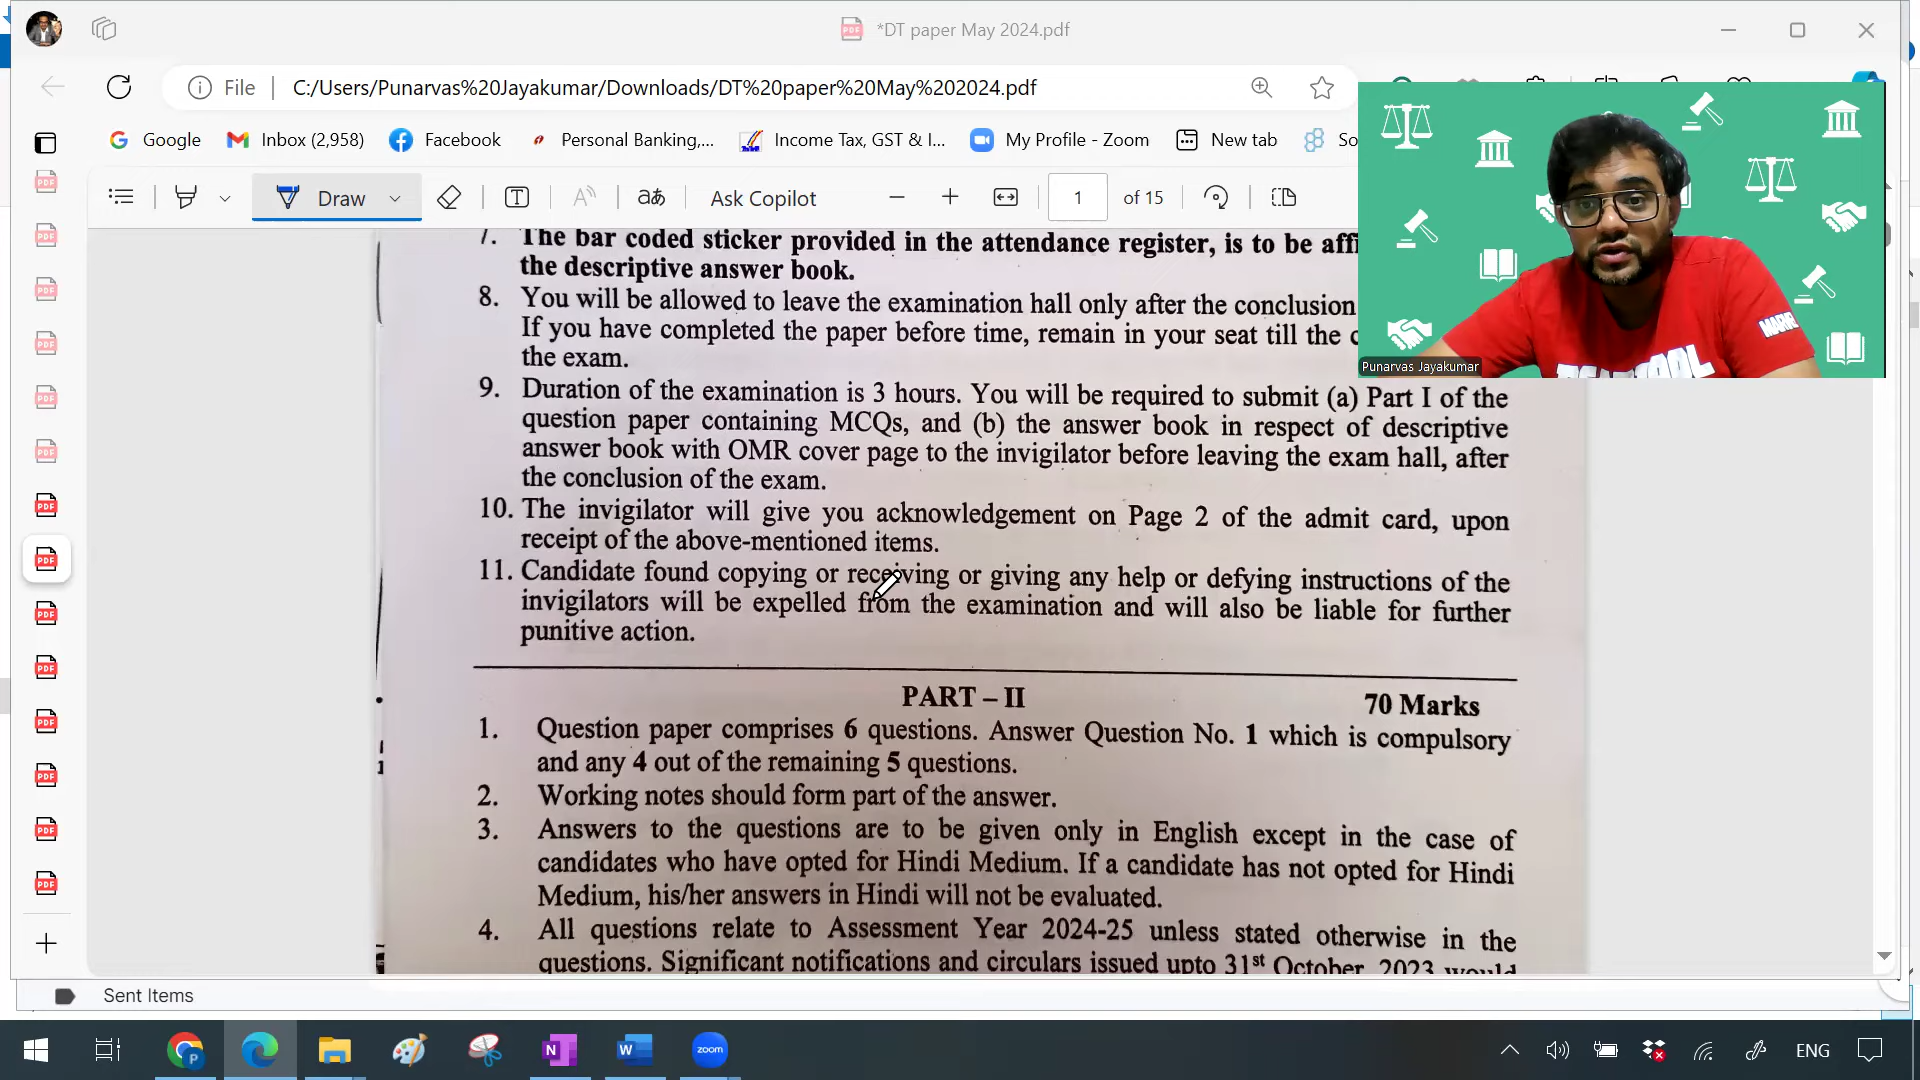 *DT paper May 2024.pdf
File
C:/Users/Punarvas%20Jayakumar/Downloads/DT%20paper%20May%202024.pdf
Google
Inbox (2,958)
Facebook
Personal Banking,...
Income Tax, GST & I...
My Profile - Zoom
New tab
So
Draw
Ask Copilot
1
of 15
7. The bar coded sticker provided in the attendance register, is to be affi
the descriptive answer book.
8. You will be allowed to leave the examination hall only after the conclusion
If you have completed the paper before time, remain in your seat till the c
the exam.
MARVEL
Punarvas Jayakumar
9. Duration of the examination is 3 hours. You will be required to submit (a) Part I of the
question paper containing MCQs, and (b) the answer book in respect of descriptive
answer book with OMR cover page to the invigilator before leaving the exam hall, after
the conclusion of the exam.
10. The invigilator will give you acknowledgement on Page 2 of the admit card, upon
receipt of the above-mentioned items.
11. Candidate found copying or receiving or giving any help or defying instructions of the
invigilators will be expelled from the examination and will also be liable for further
punitive action.
PART – II
70 Marks
1. Question paper comprises 6 questions. Answer Question No. 1 which is compulsory
and any 4 out of the remaining 5 questions.
2. Working notes should form part of the answer.
3. Answers to the questions are to be given only in English except in the case of
candidates who have opted for Hindi Medium. If a candidate has not opted for Hindi
Medium, his/her answers in Hindi will not be evaluated.
4. All questions relate to Assessment Year 2024-25 unless stated otherwise in the
questions. Significant notifications and circulars issued upto 31st October, 2023 would
Sent Items
zoom
ENG